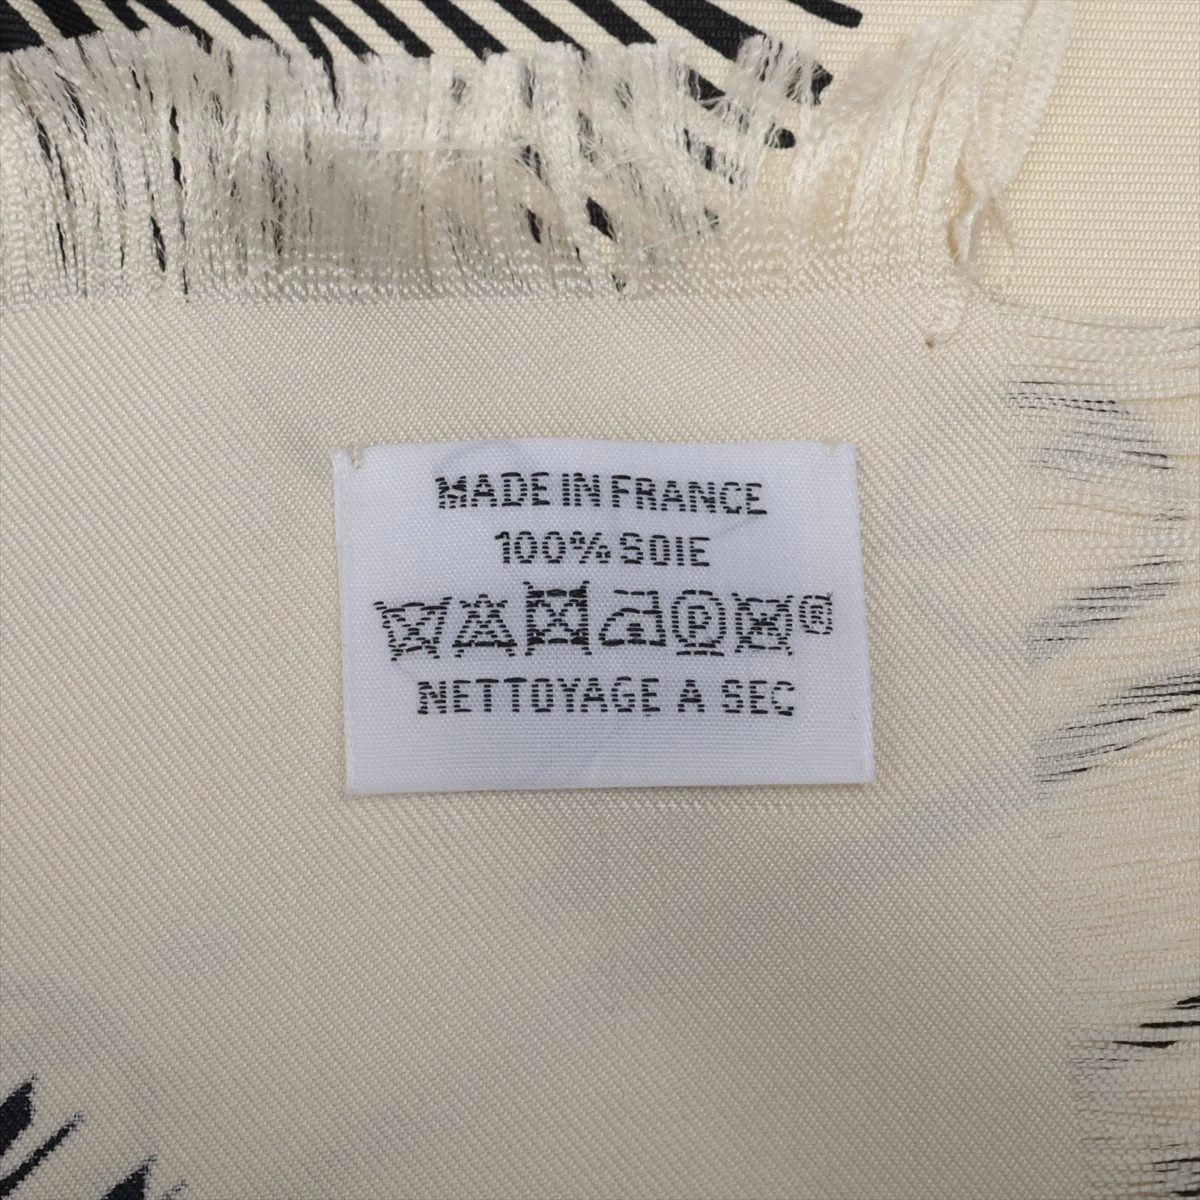 MADE IN FRANCE
100% SOIE
P ®
NETTOYAGE A SEC